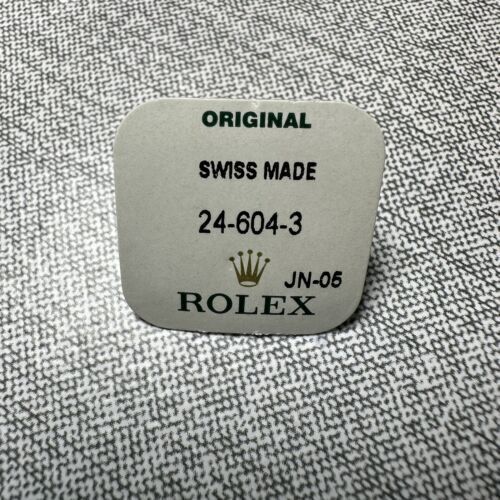 ORIGINAL
SWISS MADE
24-604-3
JN-05
ROLEX